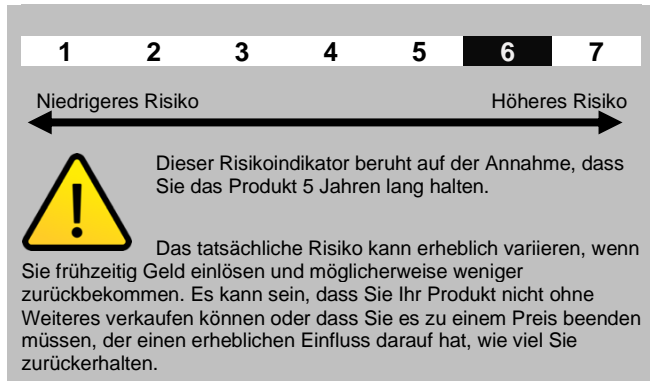 1 2 3 4 5 6 7
Niedrigeres Risiko Höheres Risiko
Dieser Risikoindikator beruht auf der Annahme, dass
Sie das Produkt 5 Jahren lang halten.
Das tatsächliche Risiko kann erheblich variieren, wenn
Sie frühzeitig Geld einlösen und möglicherweise weniger
zurückbekommen. Es kann sein, dass Sie Ihr Produkt nicht ohne
Weiteres verkaufen können oder dass Sie es zu einem Preis beenden
müssen, der einen erheblichen Einfluss darauf hat, wie viel Sie
zurückerhalten.